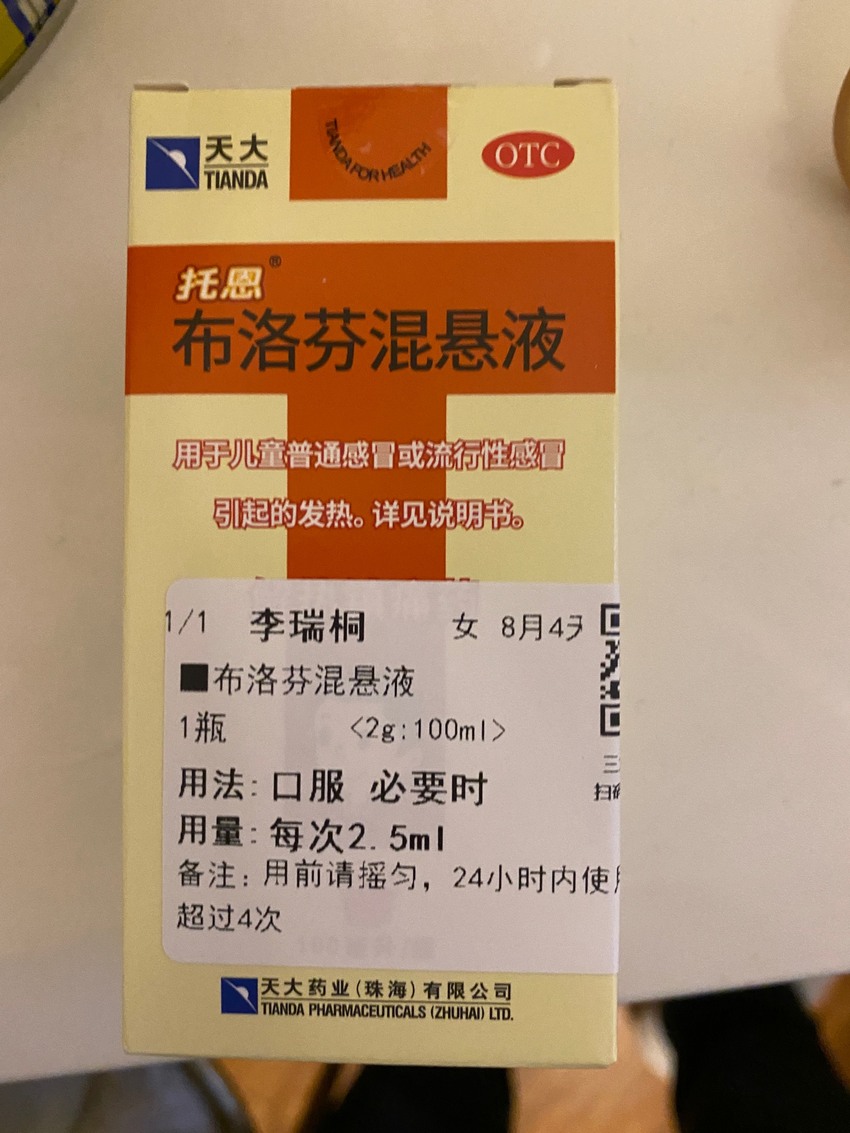 天大
TIANDA
TIANDA FOR HEALTH
OTC
托恩®
布洛芬混悬液
用于儿童普通感冒或流行性感冒
引起的发热。详见说明书。
1/1 李瑞桐 女 8月4天
■布洛芬混悬液
1瓶 <2g:100ml>
三
扫码
用法: 口服 必要时
用量: 每次2.5ml
备注: 用前请摇匀, 24小时内使用
超过4次
天大药业(珠海)有限公司
TIANDA PHARMACEUTICALS (ZHUHAI) LTD.